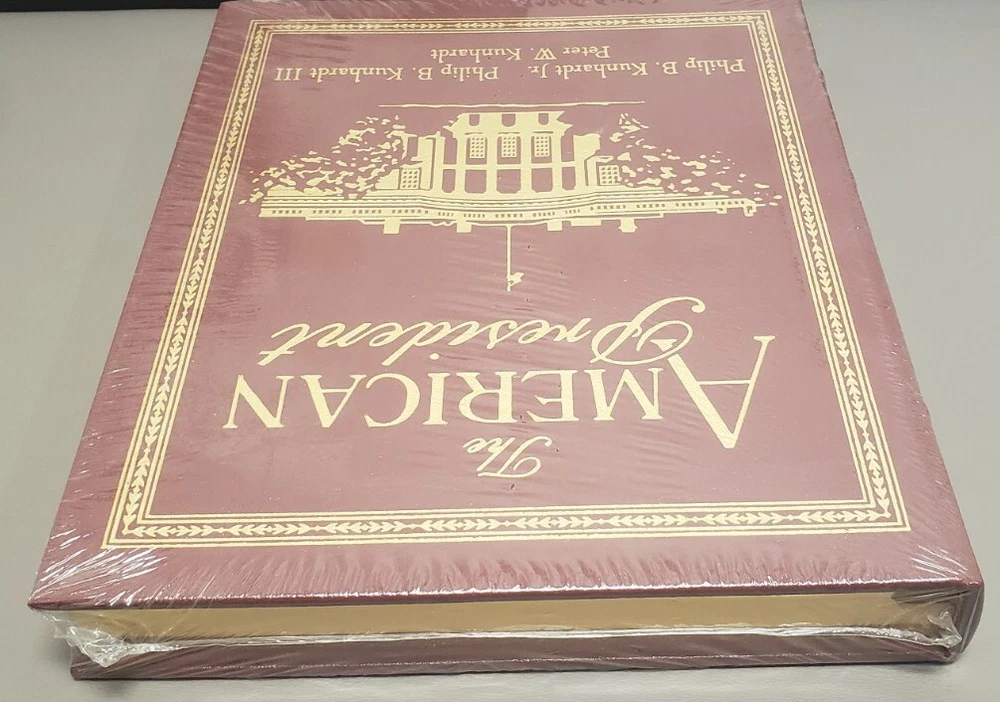 The
AMERICAN
President
Philip B. Kunhardt Jr. Philip B. Kunhardt III
Peter W. Kunhardt